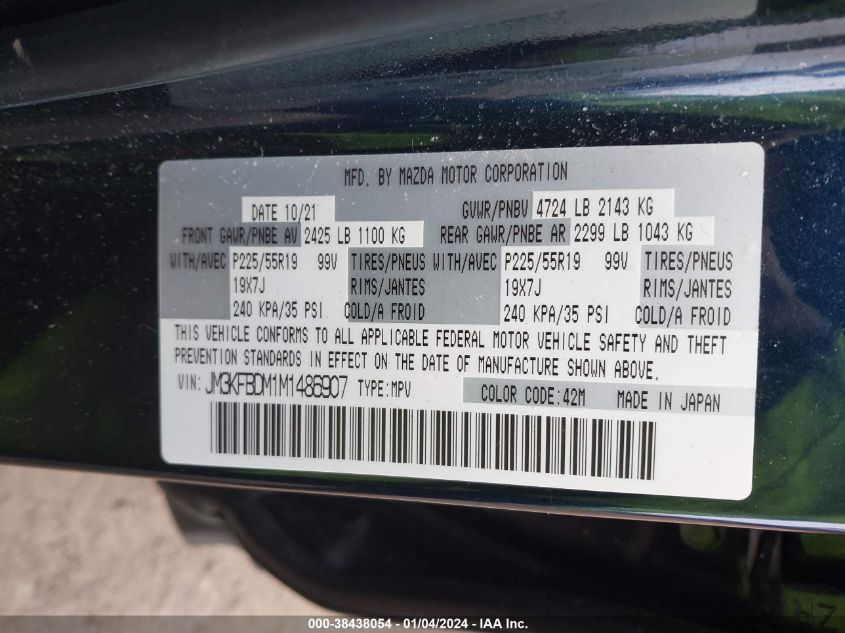 MFD. BY MAZDA MOTOR CORPORATION
DATE 10/21 GVWR/PNBV 4724 LB 2143 KG
FRONT GAWR/PNBE AV 2425 LB 1100 KG REAR GAWR/PNBE AR 2299 LB 1043 KG
WITH/AVEC P225/55R19 99V TIRES/PNEUS WITH/AVEC P225/55R19 99V TIRES/PNEUS
19X7J RIMS/JANTES 19X7J RIMS/JANTES
240 KPA/35 PSI COLD/A FROID 240 KPA/35 PSI COLD/A FROID
THIS VEHICLE CONFORMS TO ALL APPLICABLE FEDERAL MOTOR VEHICLE SAFETY AND THEFT
PREVENTION STANDARDS IN EFFECT ON THE DATE OF MANUFACTURE SHOWN ABOVE.
VIN: JM3KFBDM1M1486907 TYPE:MPV COLOR CODE:42M MADE IN JAPAN
000-38438054 - 01/04/2024 - IAA Inc.